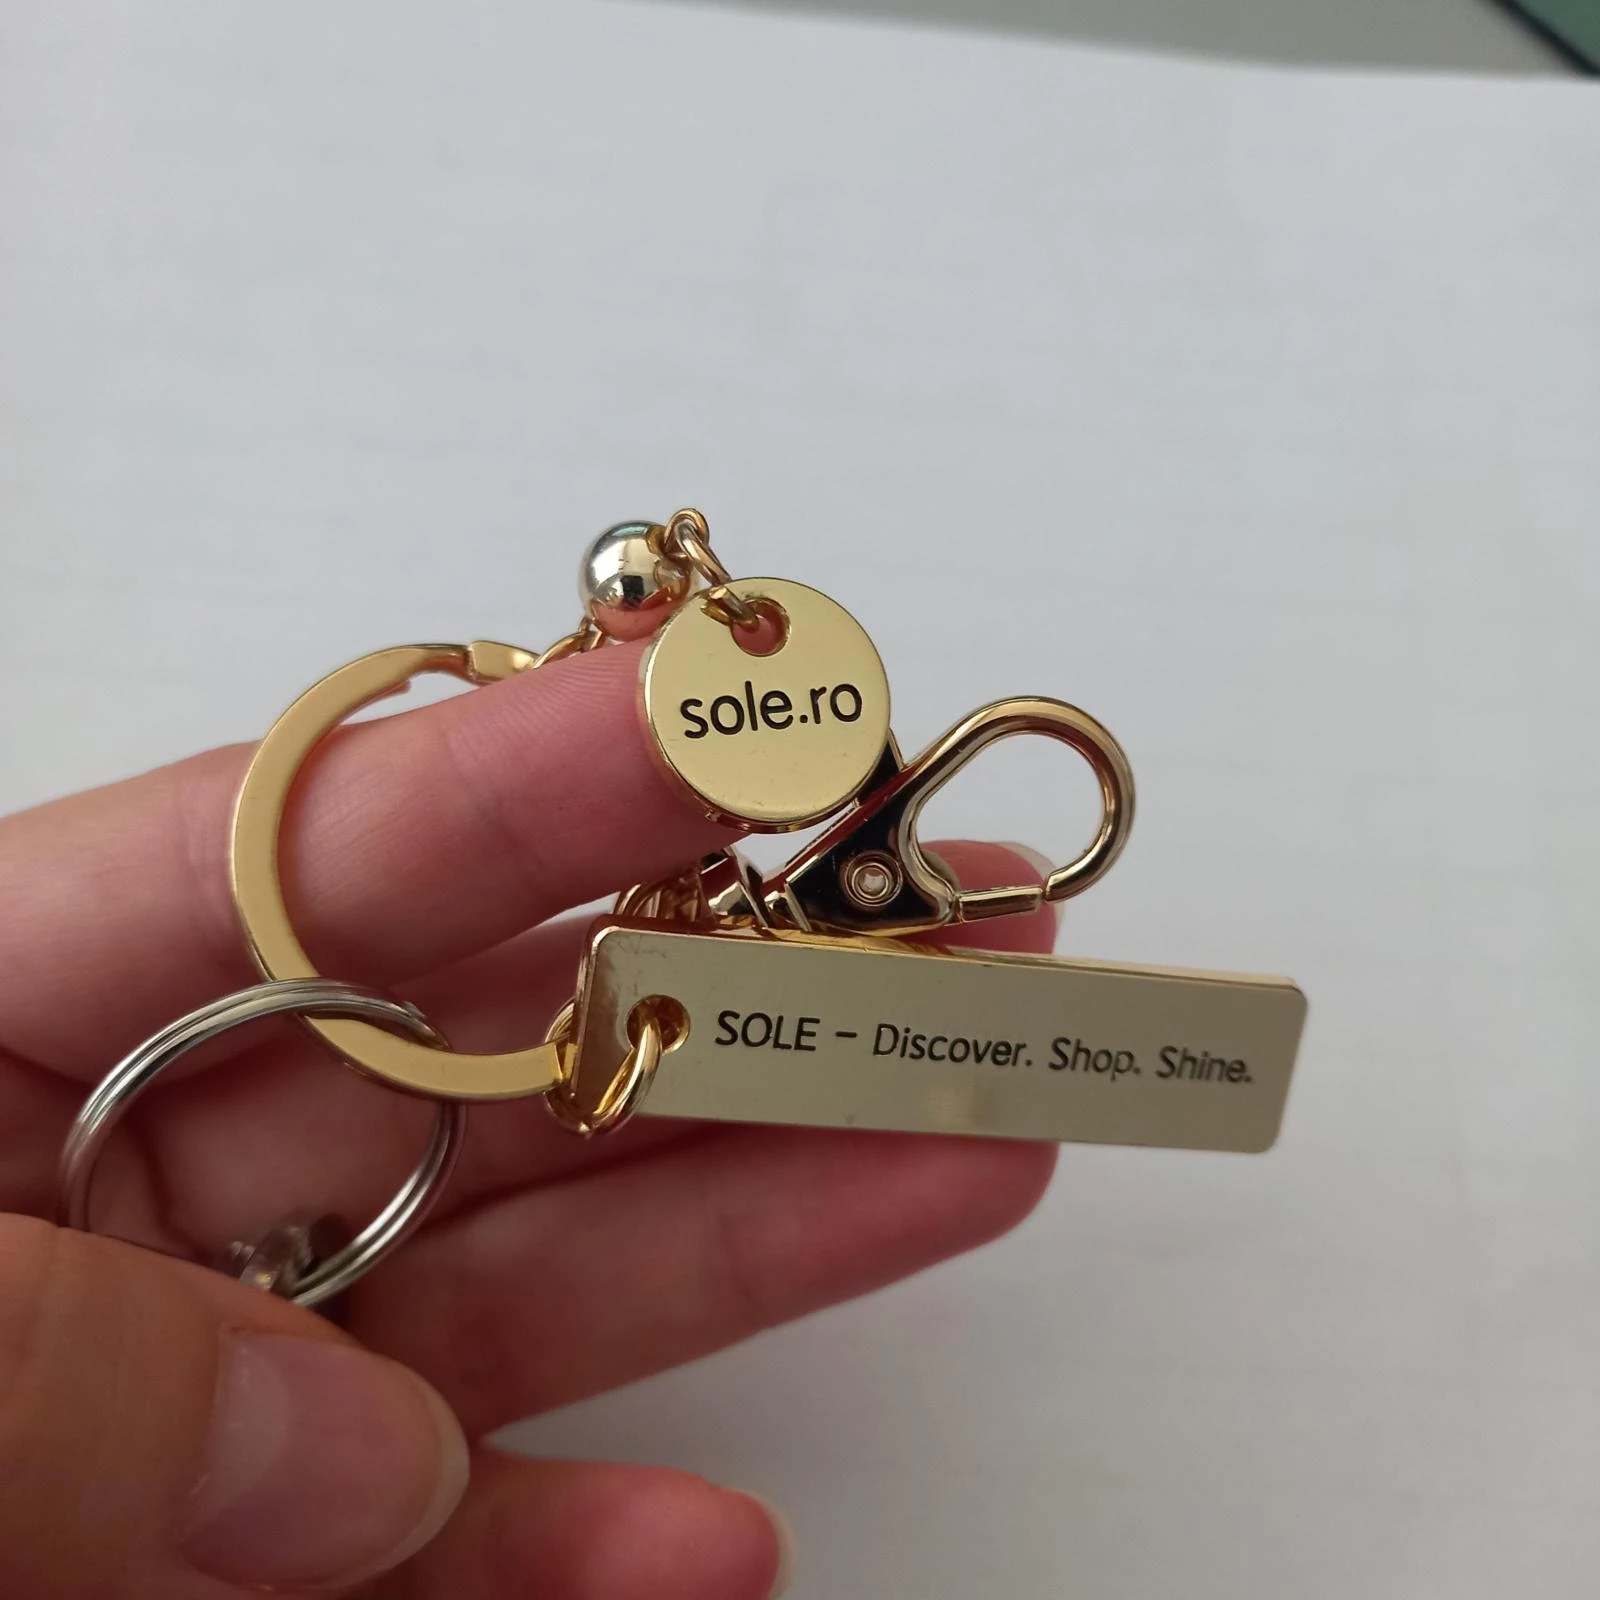 sole.ro
SOLE - Discover. Shop. Shine.